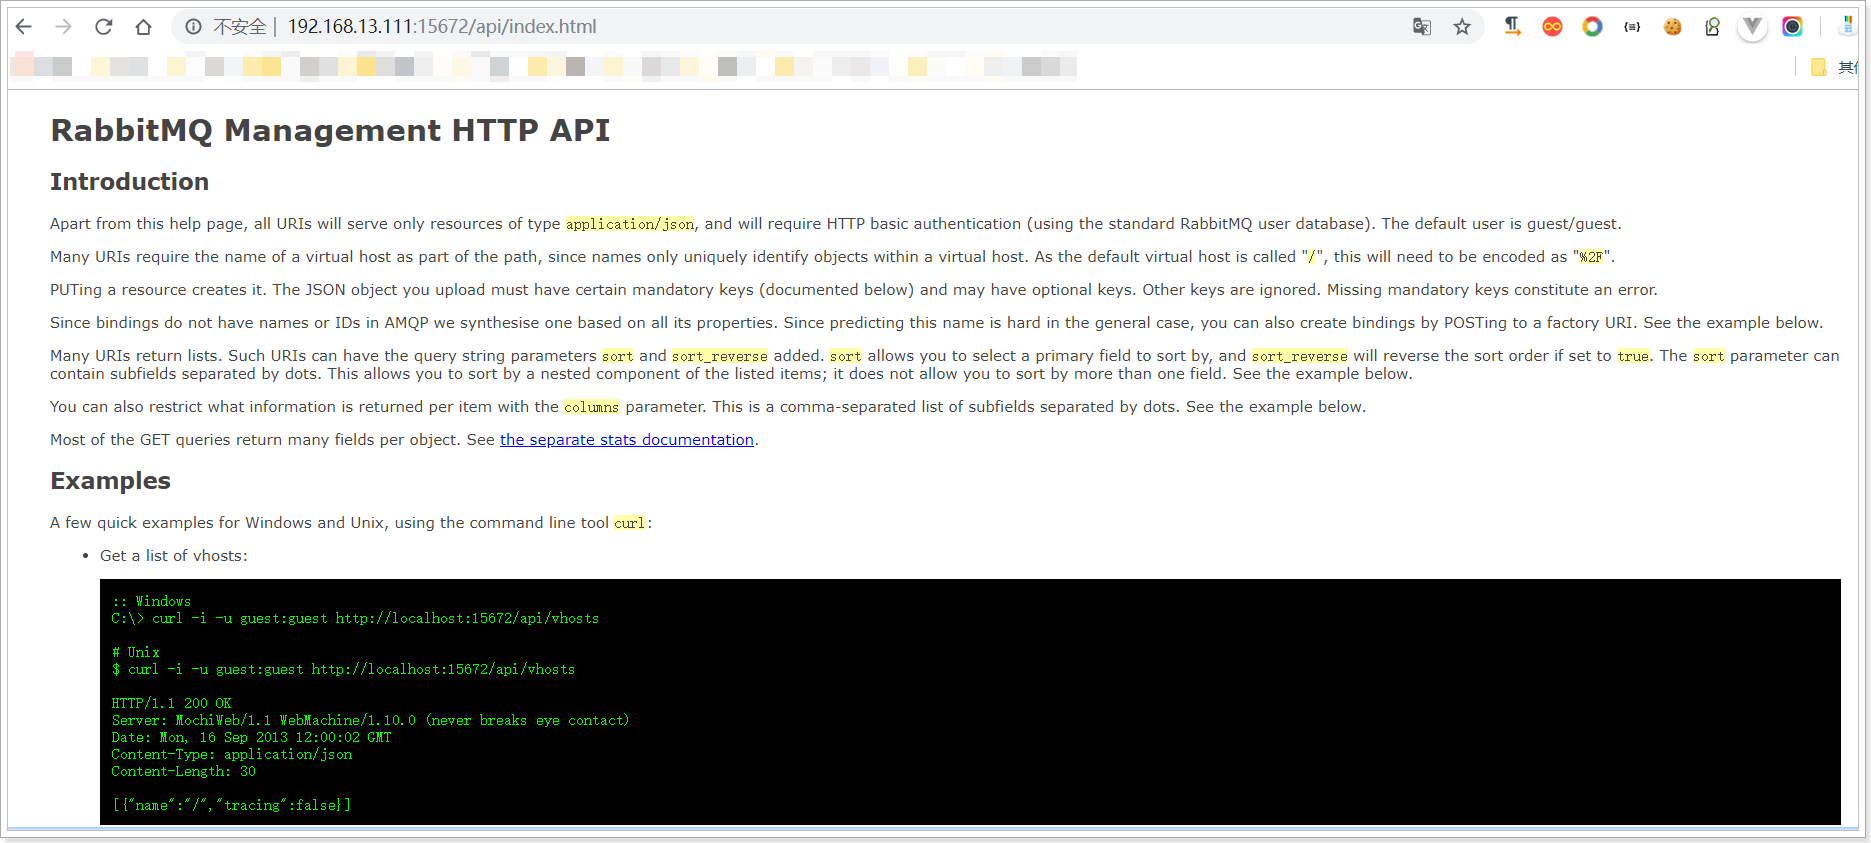 不安全 | 192.168.13.111:15672/api/index.html
RabbitMQ Management HTTP API
Introduction
Apart from this help page, all URIs will serve only resources of type application/json, and will require HTTP basic authentication (using the standard RabbitMQ user database). The default user is guest/guest.
Many URIs require the name of a virtual host as part of the path, since names only uniquely identify objects within a virtual host. As the default virtual host is called "/", this will need to be encoded as "%2F".
PUTing a resource creates it. The JSON object you upload must have certain mandatory keys (documented below) and may have optional keys. Other keys are ignored. Missing mandatory keys constitute an error.
Since bindings do not have names or IDs in AMQP we synthesise one based on all its properties. Since predicting this name is hard in the general case, you can also create bindings by POSTing to a factory URI. See the example below.
Many URIs return lists. Such URIs can have the query string parameters sort and sort_reverse added. sort allows you to select a primary field to sort by, and sort_reverse will reverse the sort order if set to true. The sort parameter can
contain subfields separated by dots. This allows you to sort by a nested component of the listed items; it does not allow you to sort by more than one field. See the example below.
You can also restrict what information is returned per item with the columns parameter. This is a comma-separated list of subfields separated by dots. See the example below.
Most of the GET queries return many fields per object. See the separate stats documentation.
Examples
A few quick examples for Windows and Unix, using the command line tool curl:
• Get a list of vhosts:
:: Windows
C:\> curl -i -u guest:guest http://localhost:15672/api/vhosts
# Unix
$ curl -i -u guest:guest http://localhost:15672/api/vhosts
HTTP/1.1 200 OK
Server: MochiWeb/1.1 WebMachine/1.10.0 (never breaks eye contact)
Date: Mon, 16 Sep 2013 12:00:02 GMT
Content-Type: application/json
Content-Length: 30
[{"name":"/","tracing":false}]